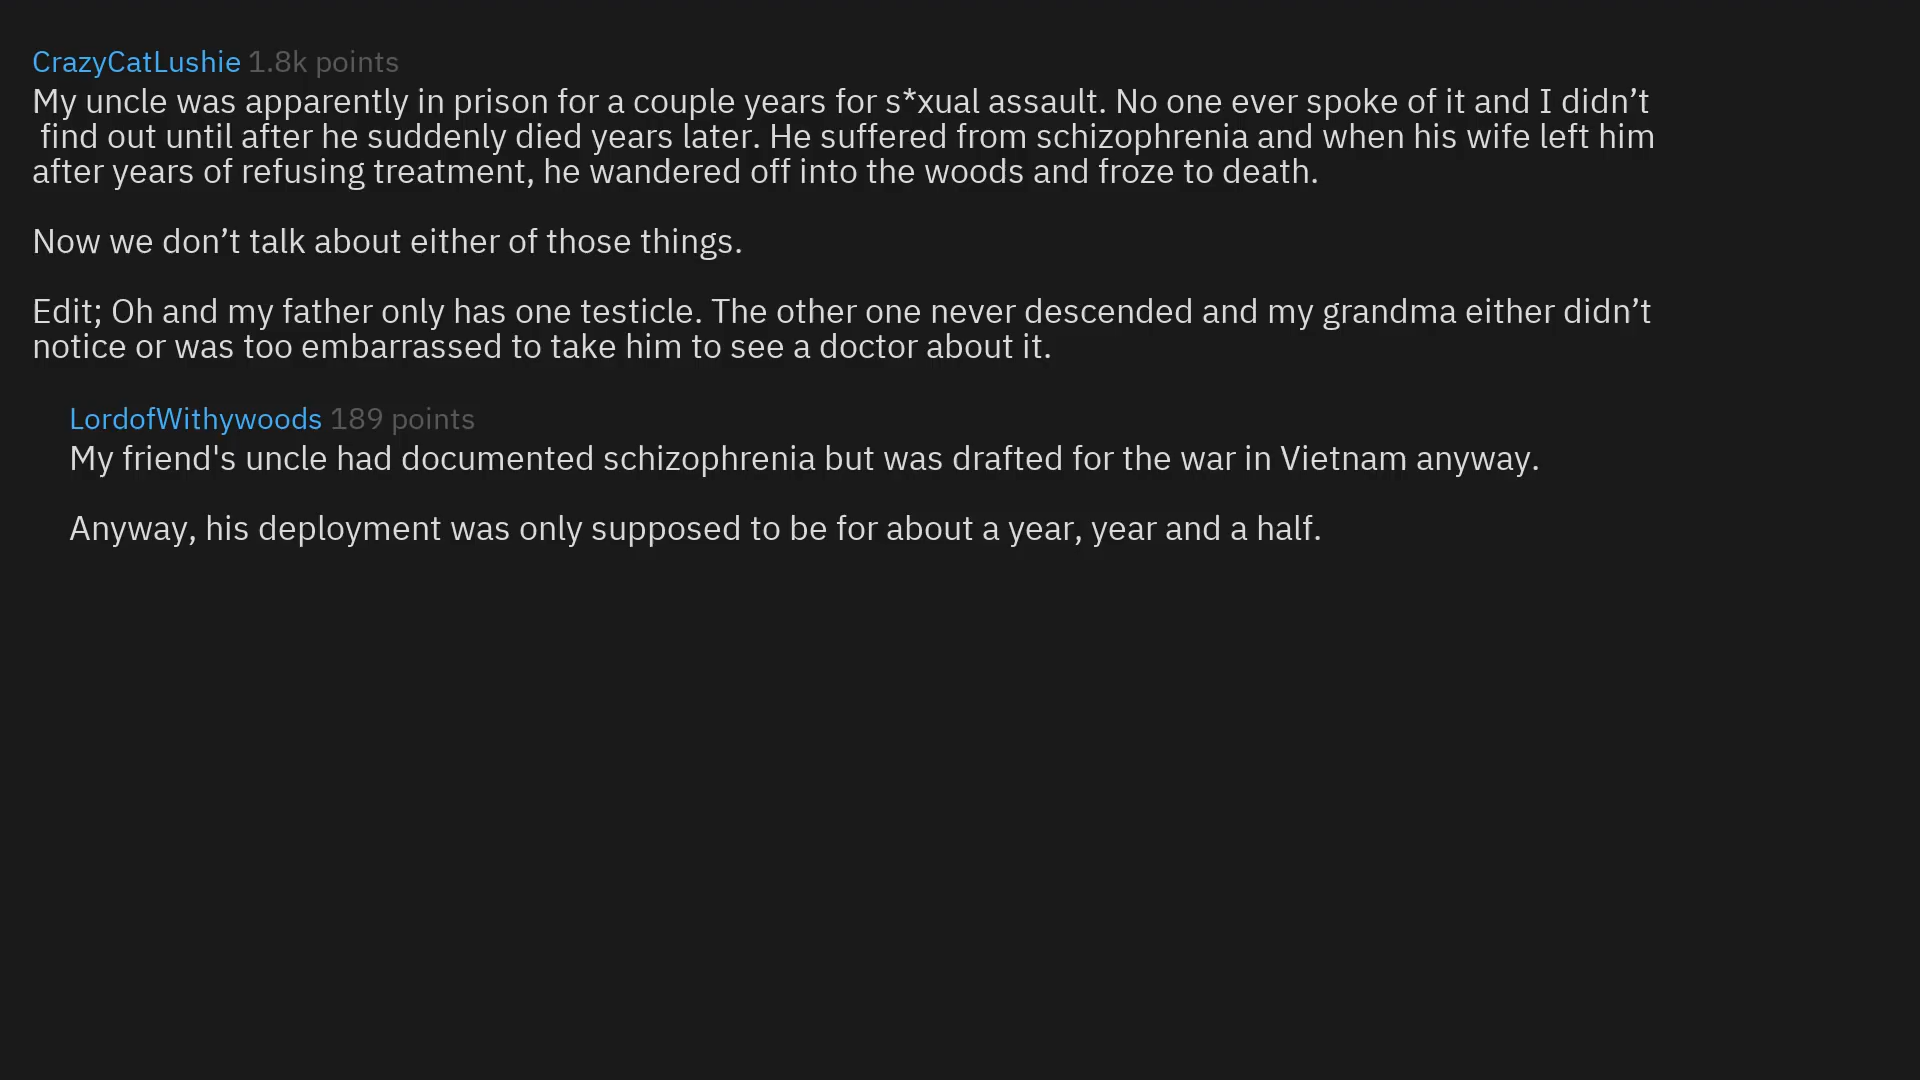 CrazyCatLushie 1.8k points
My uncle was apparently in prison for a couple years for s*xual assault. No one ever spoke of it and I didn’t
find out until after he suddenly died years later. He suffered from schizophrenia and when his wife left him
after years of refusing treatment, he wandered off into the woods and froze to death.
Now we don’t talk about either of those things.
Edit; Oh and my father only has one testicle. The other one never descended and my grandma either didn’t
notice or was too embarrassed to take him to see a doctor about it.
LordofWithywoods 189 points
My friend's uncle had documented schizophrenia but was drafted for the war in Vietnam anyway.
Anyway, his deployment was only supposed to be for about a year, year and a half.